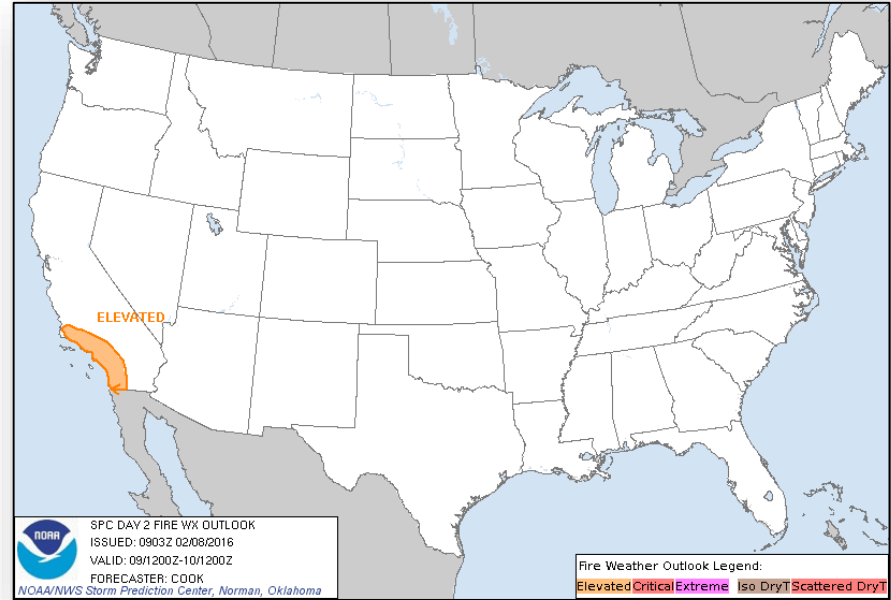 ELEVATED
NOAA
SPC DAY 2 FIRE WX OUTLOOK
ISSUED: 0903Z 02/08/2016
VALID: 09/1200Z-10/1200Z
FORECASTER: COOK
NOAA/NWS Storm Prediction Center, Norman, Oklahoma
Fire Weather Outlook Legend:
Elevated Critical Extreme Iso DryT Scattered DryT